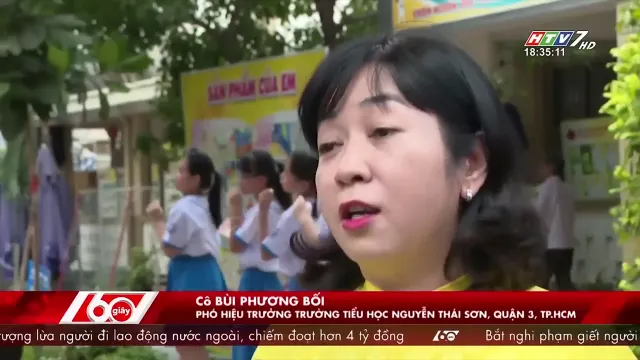 HTV7 HD
18:35:11
SẢN PHẨM CỦA EM
60 giây
Cô BÙI PHƯƠNG BỐI
PHÓ HIỆU TRƯỞNG TRƯỜNG TIỂU HỌC NGUYỄN THÁI SƠN, QUẬN 3, TP.HCM
tượng lừa người đi lao động nước ngoài, chiếm đoạt hơn 4 tỷ đồng 60 Bắt nghi phạm giết người